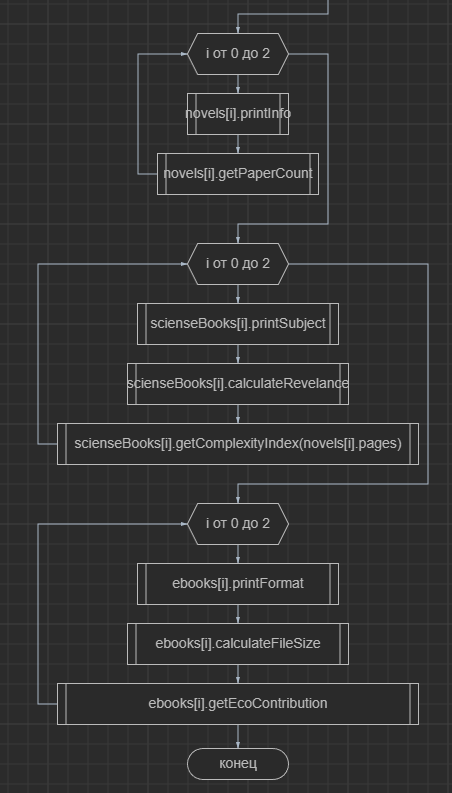 i от 0 до 2
novels[i].printInfo
novels[i].getPaperCount
i от 0 до 2
scienseBooks[i].printSubject
scienseBooks[i].calculateRevelance
scienseBooks[i].getComplexityIndex(novels[i].pages)
i от 0 до 2
ebooks[i].printFormat
ebooks[i].calculateFileSize
ebooks[i].getEcoContribution
конец